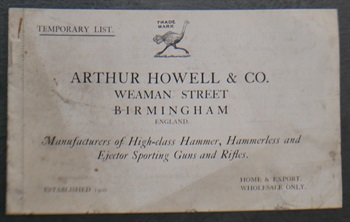 TRADE
MARK
TEMPORARY LIST.
ARTHUR HOWELL & CO.
WEAMAN STREET
BIRMINGHAM
ENGLAND.
Manufacturers of High-class Hammer, Hammerless and
Ejector Sporting Guns and Rifles.
HOME & EXPORT.
WHOLESALE ONLY.
ESTABLISHED